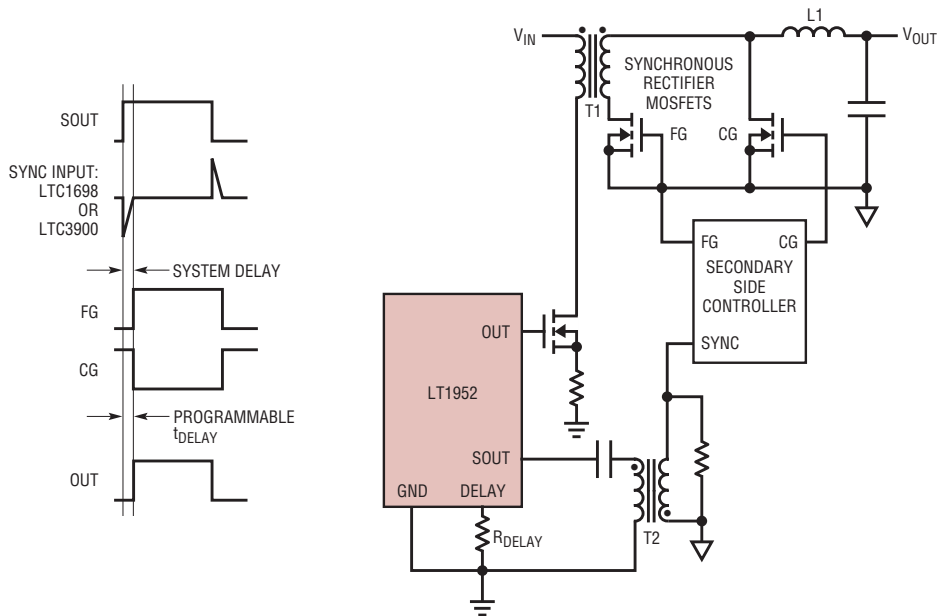 SOUT
SYNC INPUT:
LTC1698
OR
LTC3900
SYSTEM DELAY
FG
CG
PROGRAMMABLE
tDELAY
OUT
VIN
T1
SYNCHRONOUS
RECTIFIER
MOSFETS
FG
CG
L1
VOUT
FG CG
SECONDARY
SIDE
CONTROLLER
SYNC
OUT
LT1952
SOUT
GND DELAY
RDELAY
T2